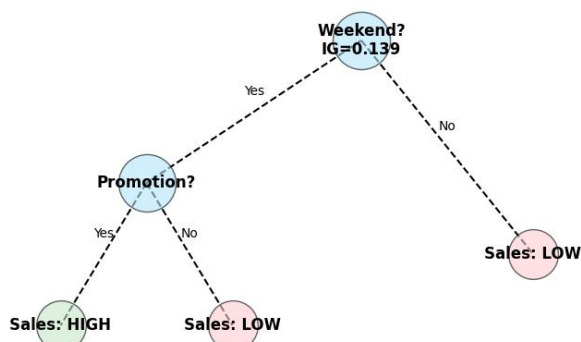 Weekend?
IG=0.139
Yes
No
Promotion?
Yes
No
Sales: LOW
Sales: HIGH
Sales: LOW